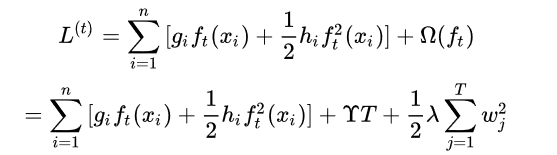 L^{(t)} = \sum_{i=1}^{n} [g_i f_t(x_i) + \frac{1}{2} h_i f_t^2(x_i)] + \Omega(f_t)
= \sum_{i=1}^{n} [g_i f_t(x_i) + \frac{1}{2} h_i f_t^2(x_i)] + \Upsilon T + \frac{1}{2} \lambda \sum_{j=1}^{T} w_j^2